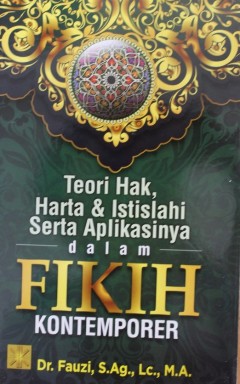 Teori Hak,
Harta & Istislahi
Serta Aplikasinya
dalam
FIKIH
KONTEMPORER
Dr. Fauzi, S.Ag., Lc., M.A.